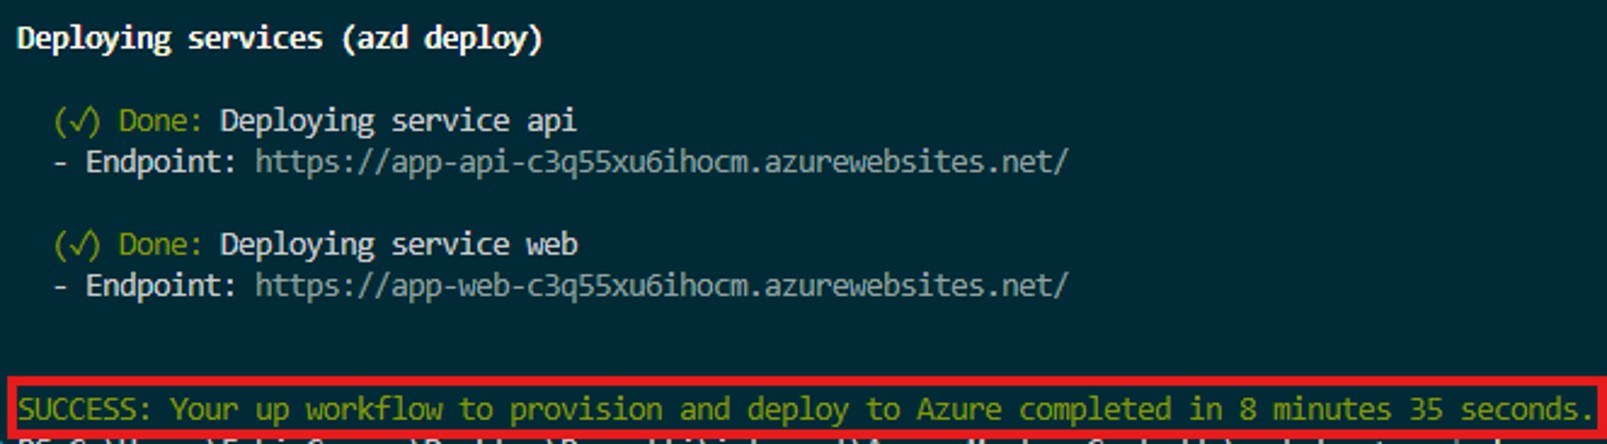 Deploying services (azd deploy)
(✓) Done: Deploying service api
- Endpoint: https://app-api-c3q55xu6ihocm.azurewebsites.net/
(✓) Done: Deploying service web
- Endpoint: https://app-web-c3q55xu6ihocm.azurewebsites.net/
SUCCESS: Your up workflow to provision and deploy to Azure completed in 8 minutes 35 seconds.